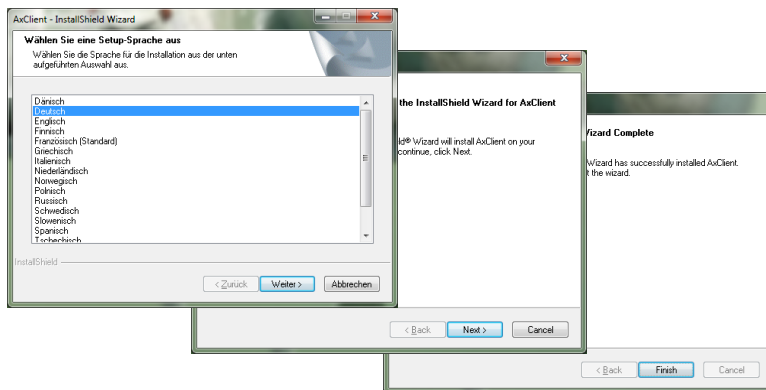 AxClient - InstallShield Wizard
Wählen Sie eine Setup-Sprache aus
Wählen Sie die Sprache für die Installation aus der unten
aufgeführten Auswahl aus.
Dänisch
Deutsch
Englisch
Finnisch
Französisch (Standard)
Griechisch
Italienisch
Niederländisch
Norwegisch
Polnisch
Russisch
Schwedisch
Slowenisch
Spanisch
Tschechisch
InstallShield
< Zurück Weiter > Abbrechen
the InstallShield Wizard for AxClient
ld® Wizard will install AxClient on your
continue, click Next.
< Back Next > Cancel
Wizard Complete
Wizard has successfully installed AxClient.
t the wizard.
< Back Finish Cancel